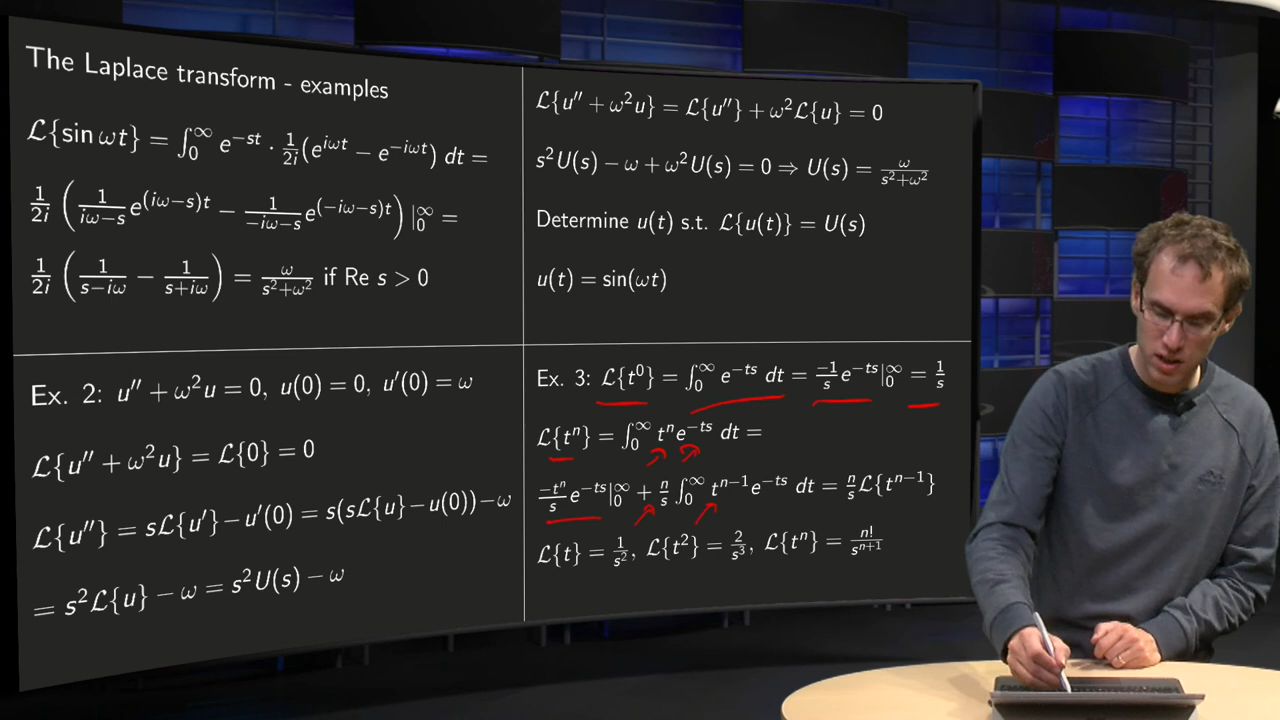 The Laplace transform - examples
ℒ{sin ωt} = ∫₀^∞ e^{−st} · 1/2i (e^{iωt} − e^{−iωt}) dt =
1/2i (1/(iω−s) e^{(iω−s)t} − 1/(−iω−s) e^{(−iω−s)t}) |₀^∞ =
1/2i (1/(s−iω) − 1/(s+iω)) = ω/(s²+ω²) if Re s > 0
ℒ{u″ + ω²u} = ℒ{u″} + ω²ℒ{u} = 0
s²U(s) − ω + ω²U(s) = 0 ⇒ U(s) = ω/(s²+ω²)
Determine u(t) s.t. ℒ{u(t)} = U(s)
u(t) = sin(ωt)
Ex. 2: u″ + ω²u = 0, u(0) = 0, u′(0) = ω
ℒ{u″ + ω²u} = ℒ{0} = 0
ℒ{u″} = sℒ{u′} − u′(0) = s(sℒ{u} − u(0)) − ω
= s²ℒ{u} − ω = s²U(s) − ω
Ex. 3: ℒ{t⁰} = ∫₀^∞ e^{−ts} dt = −1/s e^{−ts}|₀^∞ = 1/s
ℒ{tⁿ} = ∫₀^∞ tⁿe^{−ts} dt =
−tⁿ/s e^{−ts}|₀^∞ + n/s ∫₀^∞ t^{n−1}e^{−ts} dt = n/s ℒ{t^{n−1}}
ℒ{t} = 1/s², ℒ{t²} = 2/s³, ℒ{tⁿ} = n!/s^{n+1}